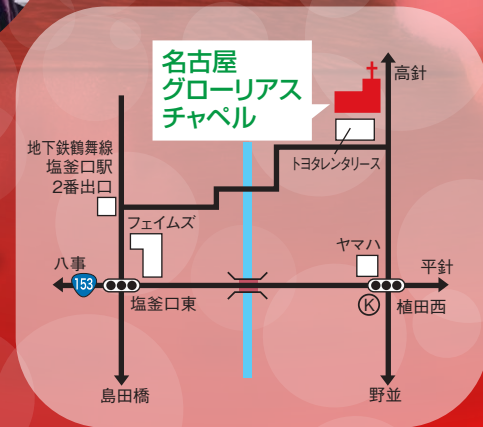 名古屋
グローリアス
チャペル
高針
地下鉄鶴舞線
塩釜口駅
2番出口
トヨタレンタリース
フェイムズ
ヤマハ
八事
153
平針
塩釜口東
K
植田西
島田橋
野並